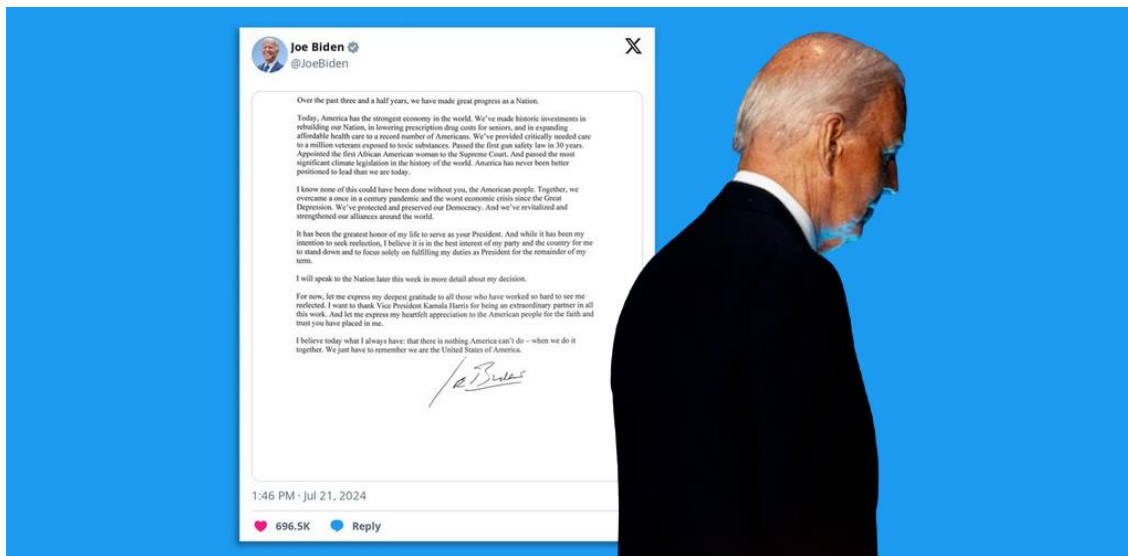 Joe Biden
@JoeBiden
Over the past three and a half years, we have made great progress as a Nation.
Today, America has the strongest economy in the world. We've made historic investments in
rebuilding our Nation, in lowering prescription drug costs for seniors, and in expanding
affordable health care to a record number of Americans. We've provided critically needed care
to a million veterans exposed to toxic substances. Passed the first gun safety law in 30 years.
Appointed the first African American woman to the Supreme Court. And passed the most
significant climate legislation in the history of the world. America has never been better
positioned to lead than we are today.
I know none of this could have been done without you, the American people. Together, we
overcame a once in a century pandemic and the worst economic crisis since the Great
Depression. We've protected and preserved our Democracy. And we've revitalized and
strengthened our alliances around the world.
It has been the greatest honor of my life to serve as your President. And while it has been my
intention to seek reelection, I believe it is in the best interest of my party and the country for me
to stand down and to focus solely on fulfilling my duties as President for the remainder of my
term.
I will speak to the Nation later this week in more detail about my decision.
For now, let me express my deepest gratitude to all those who have worked so hard to see me
reelected. I want to thank Vice President Kamala Harris for being an extraordinary partner in all
this work. And let me express my heartfelt appreciation to the American people for the faith and
trust you have placed in me.
I believe today what I always have: that there is nothing America can't do – when we do it
together. We just have to remember we are the United States of America.
Joe Biden
1:46 PM · Jul 21, 2024
696.5K Reply